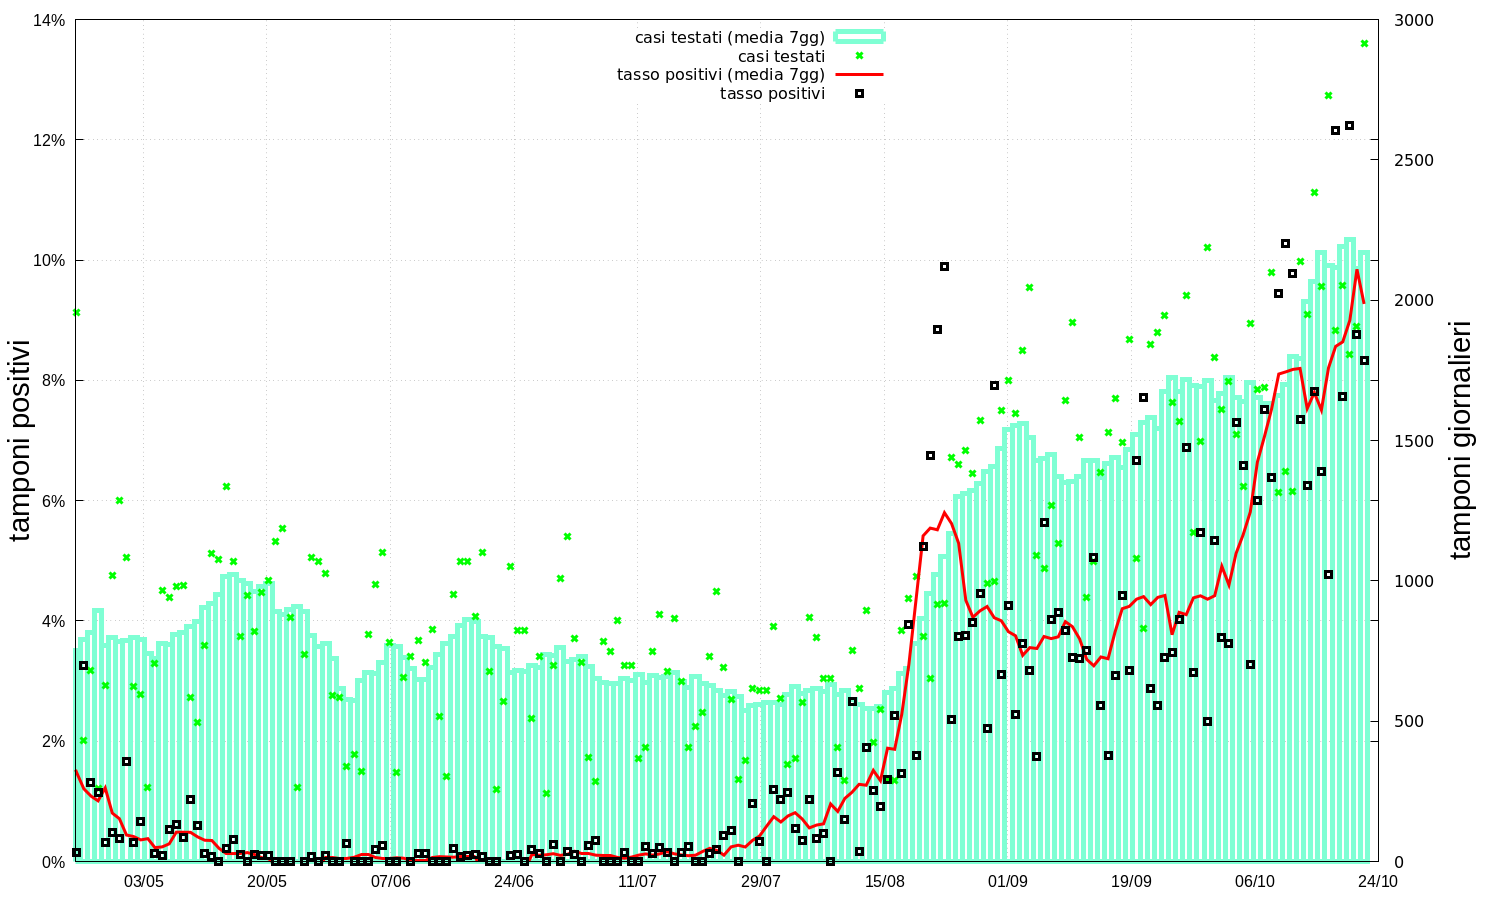 casi testati (media 7gg)
casi testati
tasso positivi (media 7gg)
tasso positivi
14%
12%
10%
8%
6%
4%
2%
0%
tamponi positivi
3000
2500
2000
1500
1000
500
0
tamponi giornalieri
03/05 20/05 07/06 24/06 11/07 29/07 15/08 01/09 19/09 06/10 24/10